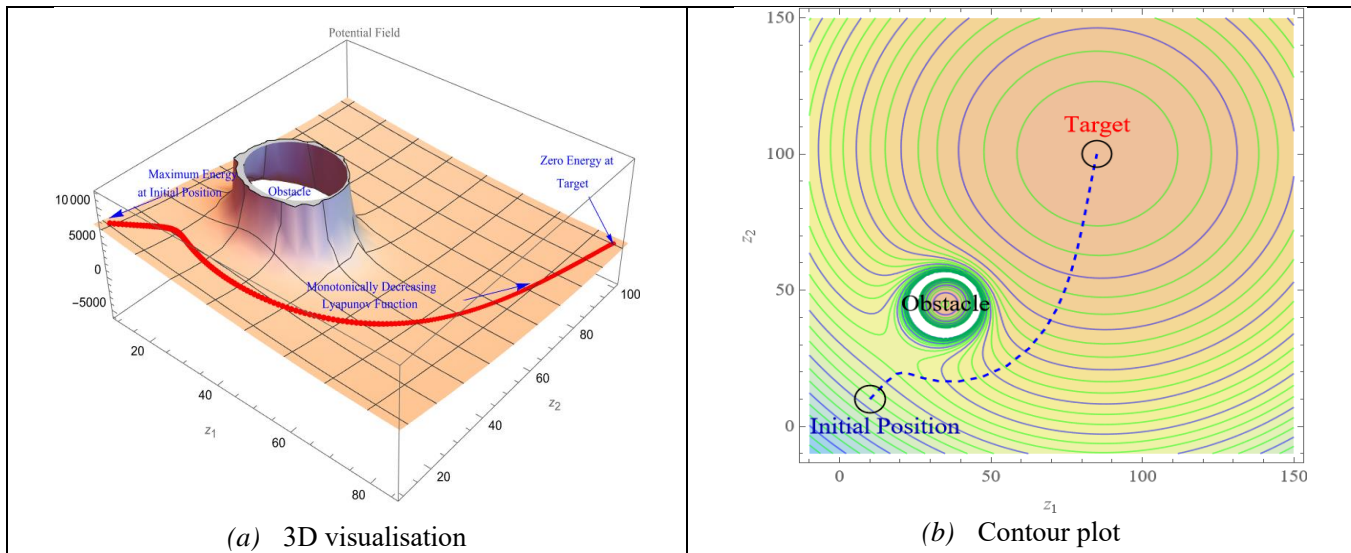 Potential Field
Maximum Energy
at Initial Position
Obstacle
Zero Energy at
Target
Monotonically Decreasing
Lyapunov Function
10 000
5000
0
−5000
20
40
60
80
z1
20
40
60
80
100
z2
(a) 3D visualisation
150
100
50
0
z2
Target
Obstacle
Initial Position
0
50
100
150
z1
(b) Contour plot